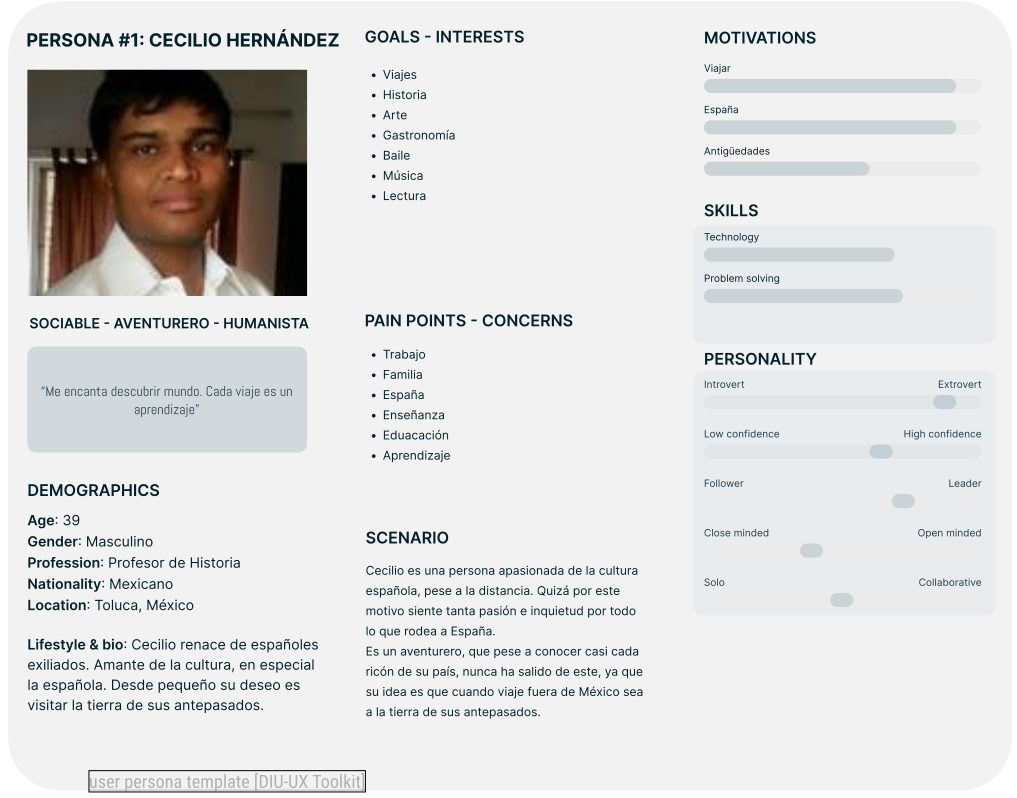 PERSONA #1: CECILIO HERNÁNDEZ
SOCIABLE - AVENTURERO - HUMANISTA
“Me encanta descubrir mundo. Cada viaje es un
aprendizaje”
DEMOGRAPHICS
Age: 39
Gender: Masculino
Profession: Profesor de Historia
Nationality: Mexicano
Location: Toluca, México
Lifestyle & bio: Cecilio renace de españoles
exiliados. Amante de la cultura, en especial
la española. Desde pequeño su deseo es
visitar la tierra de sus antepasados.
GOALS - INTERESTS
• Viajes
• Historia
• Arte
• Gastronomía
• Baile
• Música
• Lectura
PAIN POINTS - CONCERNS
• Trabajo
• Familia
• España
• Enseñanza
• Eduacación
• Aprendizaje
SCENARIO
Cecilio es una persona apasionada de la cultura
española, pese a la distancia. Quizá por este
motivo siente tanta pasión e inquietud por todo
lo que rodea a España.
Es un aventurero, que pese a conocer casi cada
ricón de su país, nunca ha salido de este, ya que
su idea es que cuando viaje fuera de México sea
a la tierra de sus antepasados.
MOTIVATIONS
Viajar
España
Antigüedades
SKILLS
Technology
Problem solving
PERSONALITY
Introvert Extrovert
Low confidence High confidence
Follower Leader
Close minded Open minded
Solo Collaborative
user persona template [DIU-UX Toolkit]